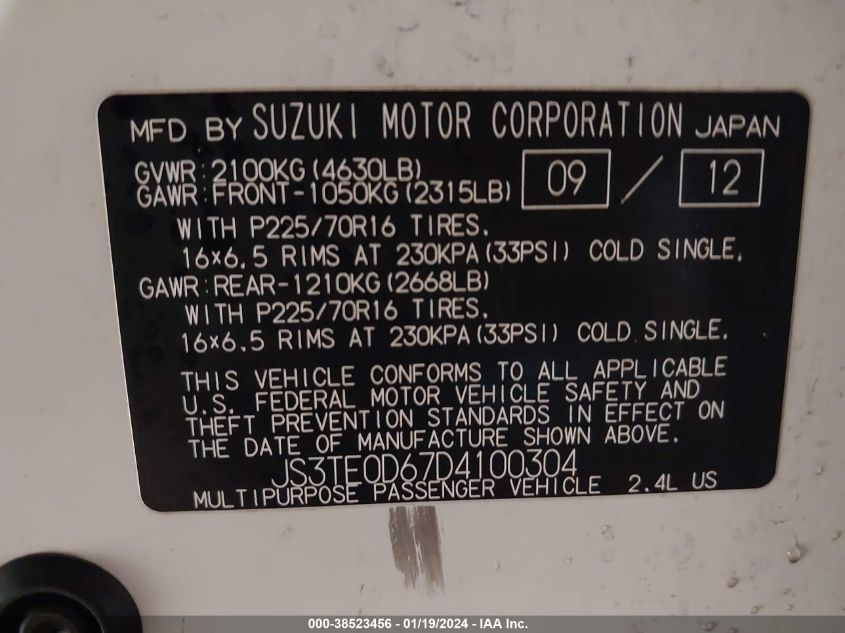 MFD BY SUZUKI MOTOR CORPORATION JAPAN
GVWR:2100KG(4630LB) 09 / 12
GAWR:FRONT-1050KG(2315LB)
WITH P225/70R16 TIRES.
16×6.5 RIMS AT 230KPA(33PSI) COLD SINGLE.
GAWR:REAR-1210KG(2668LB)
WITH P225/70R16 TIRES.
16×6.5 RIMS AT 230KPA(33PSI) COLD SINGLE.
THIS VEHICLE CONFORMS TO ALL APPLICABLE
U.S. FEDERAL MOTOR VEHICLE SAFETY AND
THEFT PREVENTION STANDARDS IN EFFECT ON
THE DATE OF MANUFACTURE SHOWN ABOVE.
JS3TE0D67D4100304
MULTIPURPOSE PASSENGER VEHICLE 2.4L US
000-38523456 - 01/19/2024 - IAA Inc.